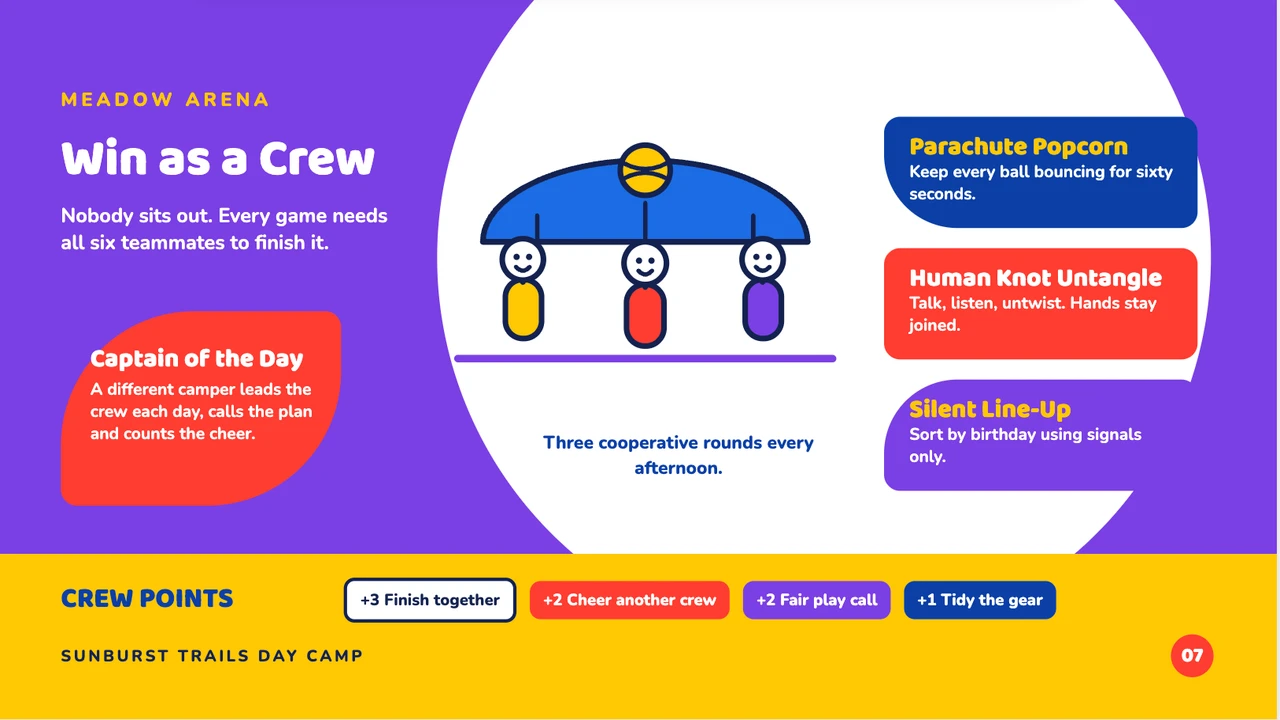 MEADOW ARENA
Win as a Crew
Nobody sits out. Every game needs
all six teammates to finish it.
Captain of the Day
A different camper leads the
crew each day, calls the plan
and counts the cheer.
Three cooperative rounds every
afternoon.
Parachute Popcorn
Keep every ball bouncing for sixty
seconds.
Human Knot Untangle
Talk, listen, untwist. Hands stay
joined.
Silent Line-Up
Sort by birthday using signals
only.
CREW POINTS
+3 Finish together
+2 Cheer another crew
+2 Fair play call
+1 Tidy the gear
SUNBURST TRAILS DAY CAMP
07